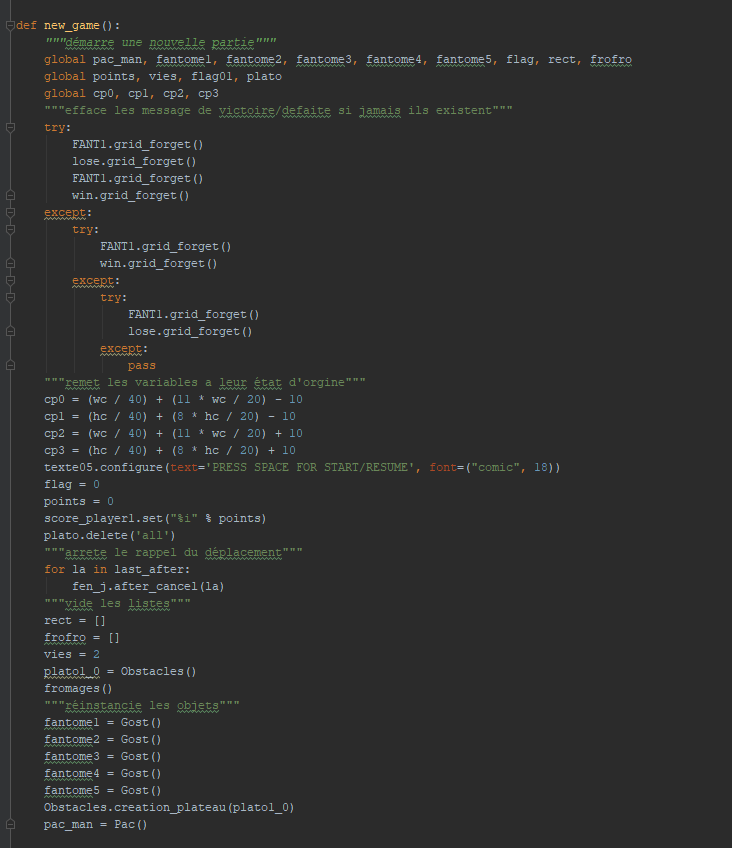 def new_game():
    """démarre une nouvelle partie"""
    global pac_man, fantome1, fantome2, fantome3, fantome4, fantome5, flag, rect, frofro
    global points, vies, flag01, plato
    global cp0, cp1, cp2, cp3
    """efface les message de victoire/defaite si jamais ils existent"""
    try:
        FANT1.grid_forget()
        lose.grid_forget()
        FANT1.grid_forget()
        win.grid_forget()
    except:
        try:
            FANT1.grid_forget()
            win.grid_forget()
        except:
            try:
                FANT1.grid_forget()
                lose.grid_forget()
            except:
                pass
    """remet les variables a leur état d'orgine"""
    cp0 = (wc / 40) + (11 * wc / 20) - 10
    cp1 = (hc / 40) + (8 * hc / 20) - 10
    cp2 = (wc / 40) + (11 * wc / 20) + 10
    cp3 = (hc / 40) + (8 * hc / 20) + 10
    texte05.configure(text='PRESS SPACE FOR START/RESUME', font=("comic", 18))
    flag = 0
    points = 0
    score_player1.set("%i" % points)
    plato.delete('all')
    """arrete le rappel du déplacement"""
    for la in last_after:
        fen_j.after_cancel(la)
    """vide les listes"""
    rect = []
    frofro = []
    vies = 2
    plato1_0 = Obstacles()
    fromages()
    """réinstancie les objets"""
    fantome1 = Gost()
    fantome2 = Gost()
    fantome3 = Gost()
    fantome4 = Gost()
    fantome5 = Gost()
    Obstacles.creation_plateau(plato1_0)
    pac_man = Pac()